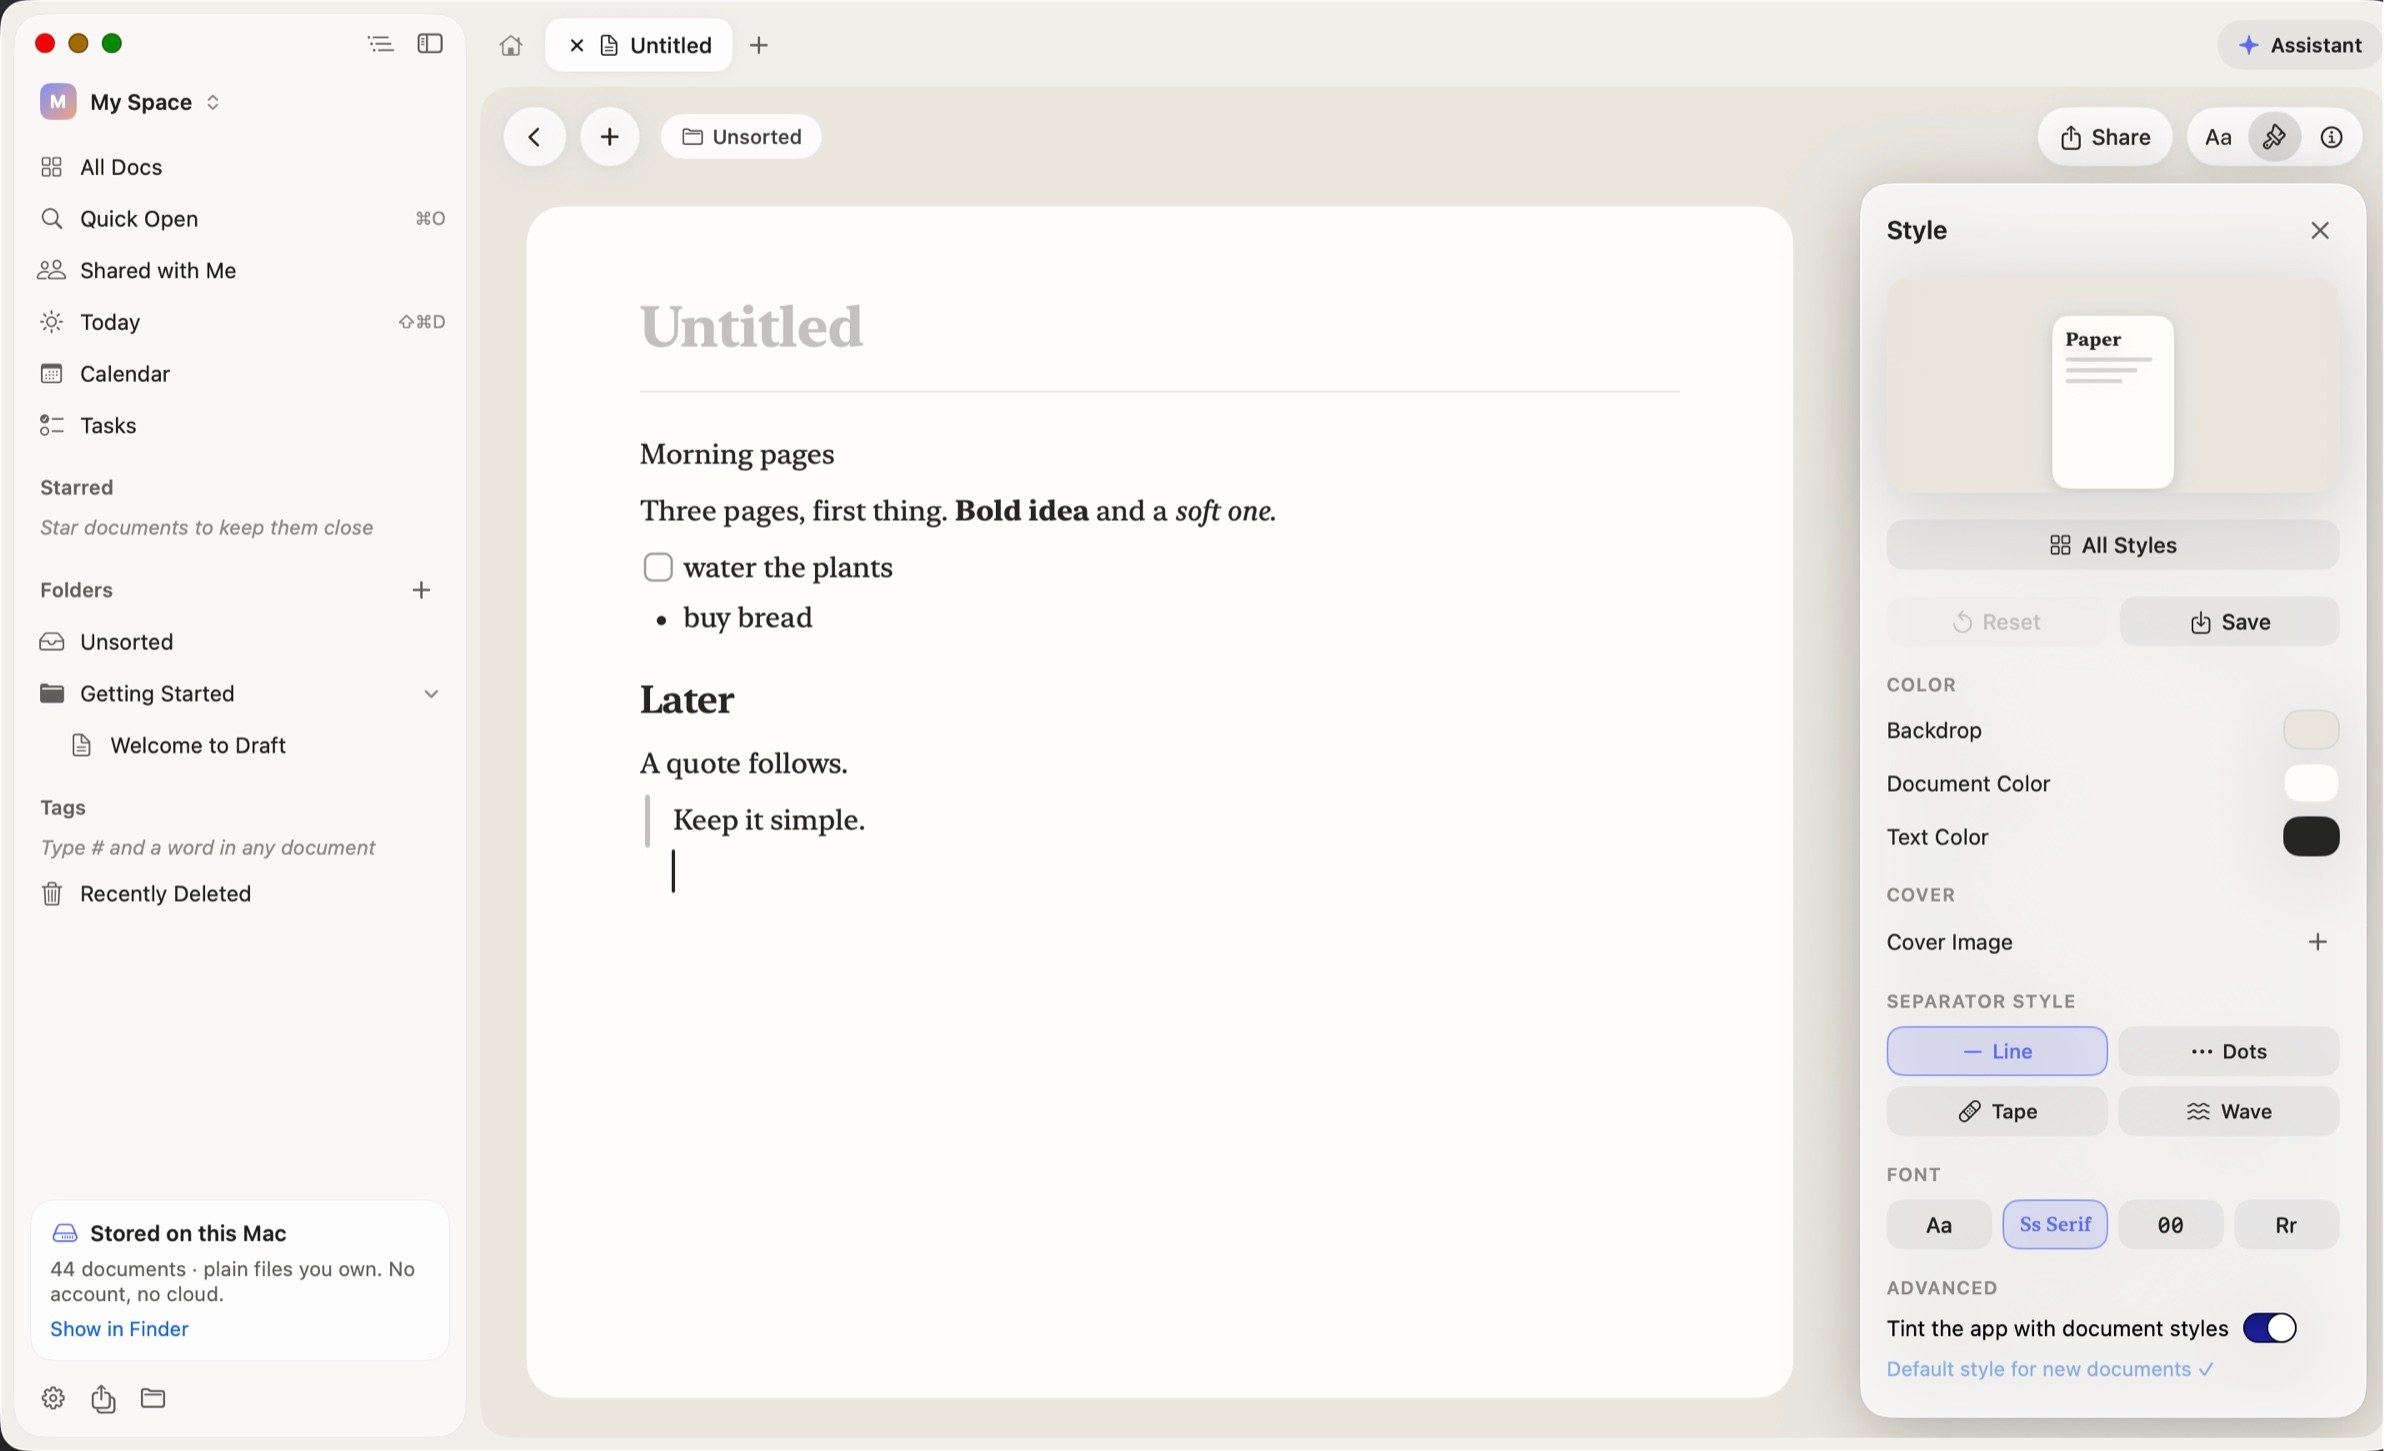 My Space
All Docs
Quick Open ⌘O
Shared with Me
Today ⇧⌘D
Calendar
Tasks
Starred
Star documents to keep them close
Folders
Unsorted
Getting Started
Welcome to Draft
Tags
Type # and a word in any document
Recently Deleted
Stored on this Mac
44 documents · plain files you own. No
account, no cloud.
Show in Finder
Untitled
Assistant
Unsorted
Share
Aa
Untitled
Morning pages
Three pages, first thing. Bold idea and a soft one.
water the plants
• buy bread
Later
A quote follows.
Keep it simple.
Style
Paper
All Styles
Reset
Save
COLOR
Backdrop
Document Color
Text Color
COVER
Cover Image
SEPARATOR STYLE
Line
Dots
Tape
Wave
FONT
Aa
Ss Serif
00
Rr
ADVANCED
Tint the app with document styles
Default style for new documents ✓
M